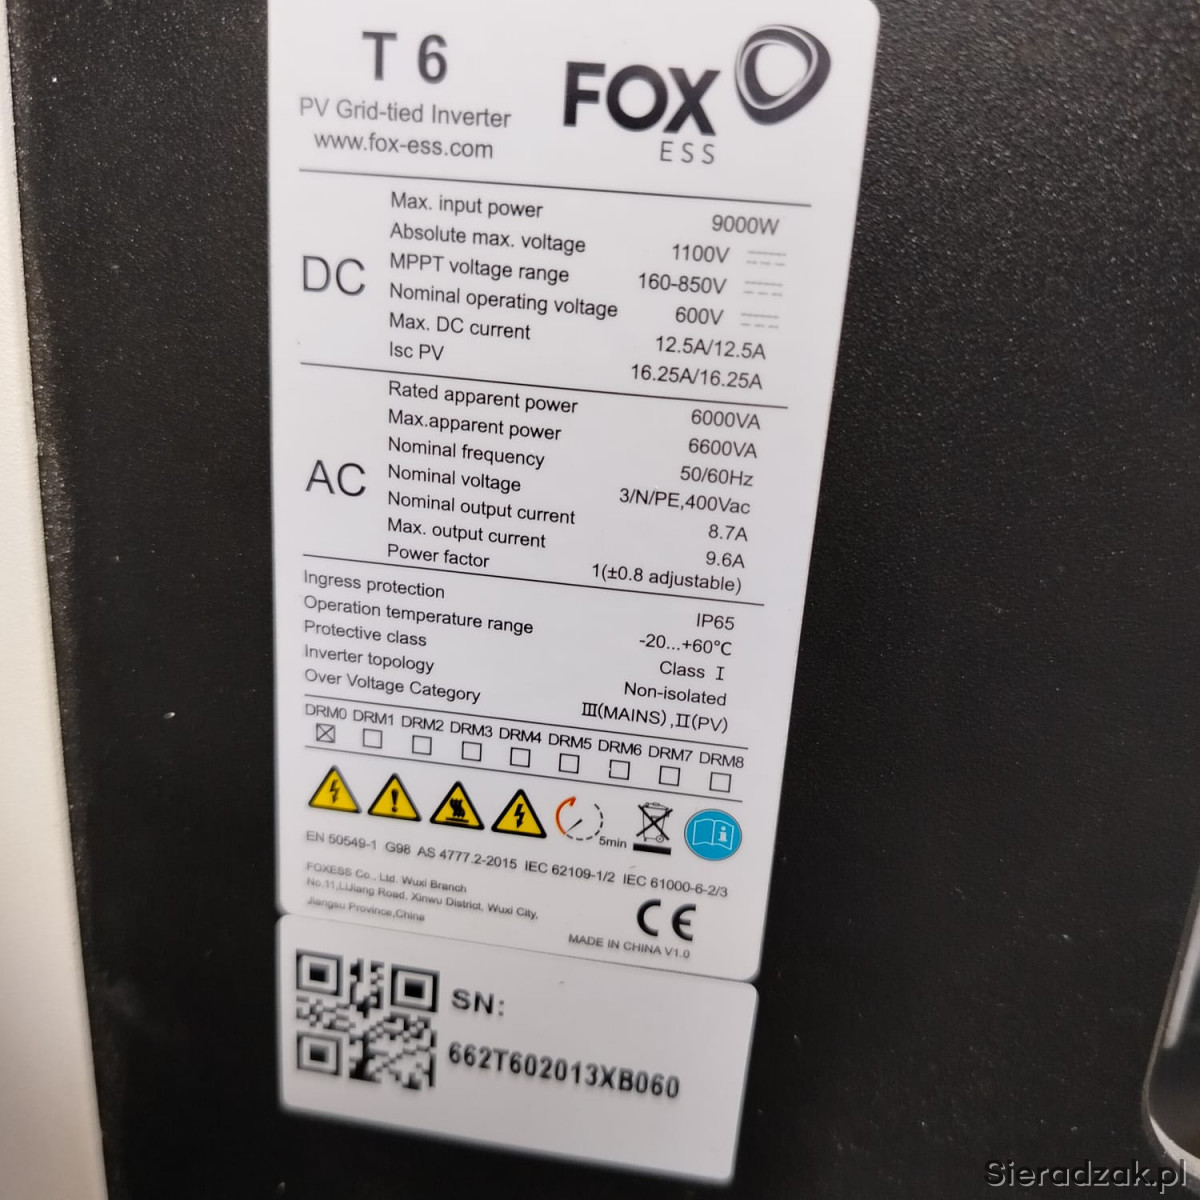 T 6
PV Grid-tied Inverter
www.fox-ess.com
FOX
ESS
DC
Max. input power 9000W
Absolute max. voltage 1100V
MPPT voltage range 160-850V
Nominal operating voltage 600V
Max. DC current 12.5A/12.5A
Isc PV 16.25A/16.25A
AC
Rated apparent power 6000VA
Max.apparent power 6600VA
Nominal frequency 50/60Hz
Nominal voltage 3/N/PE,400Vac
Nominal output current 8.7A
Max. output current 9.6A
Power factor 1(±0.8 adjustable)
Ingress protection IP65
Operation temperature range -20...+60℃
Protective class Class Ⅰ
Inverter topology Non-isolated
Over Voltage Category Ⅲ(MAINS),Ⅱ(PV)
DRM0 DRM1 DRM2 DRM3 DRM4 DRM5 DRM6 DRM7 DRM8
5min
EN 50549-1 G98 AS 4777.2-2015 IEC 62109-1/2 IEC 61000-6-2/3
FOXESS Co., Ltd. Wuxi Branch
No.11,LiJiang Road, Xinwu District, Wuxi City,
Jiangsu Province,China
CE
MADE IN CHINA V1.0
SN:
662T602013XB060
Sieradzak.pl